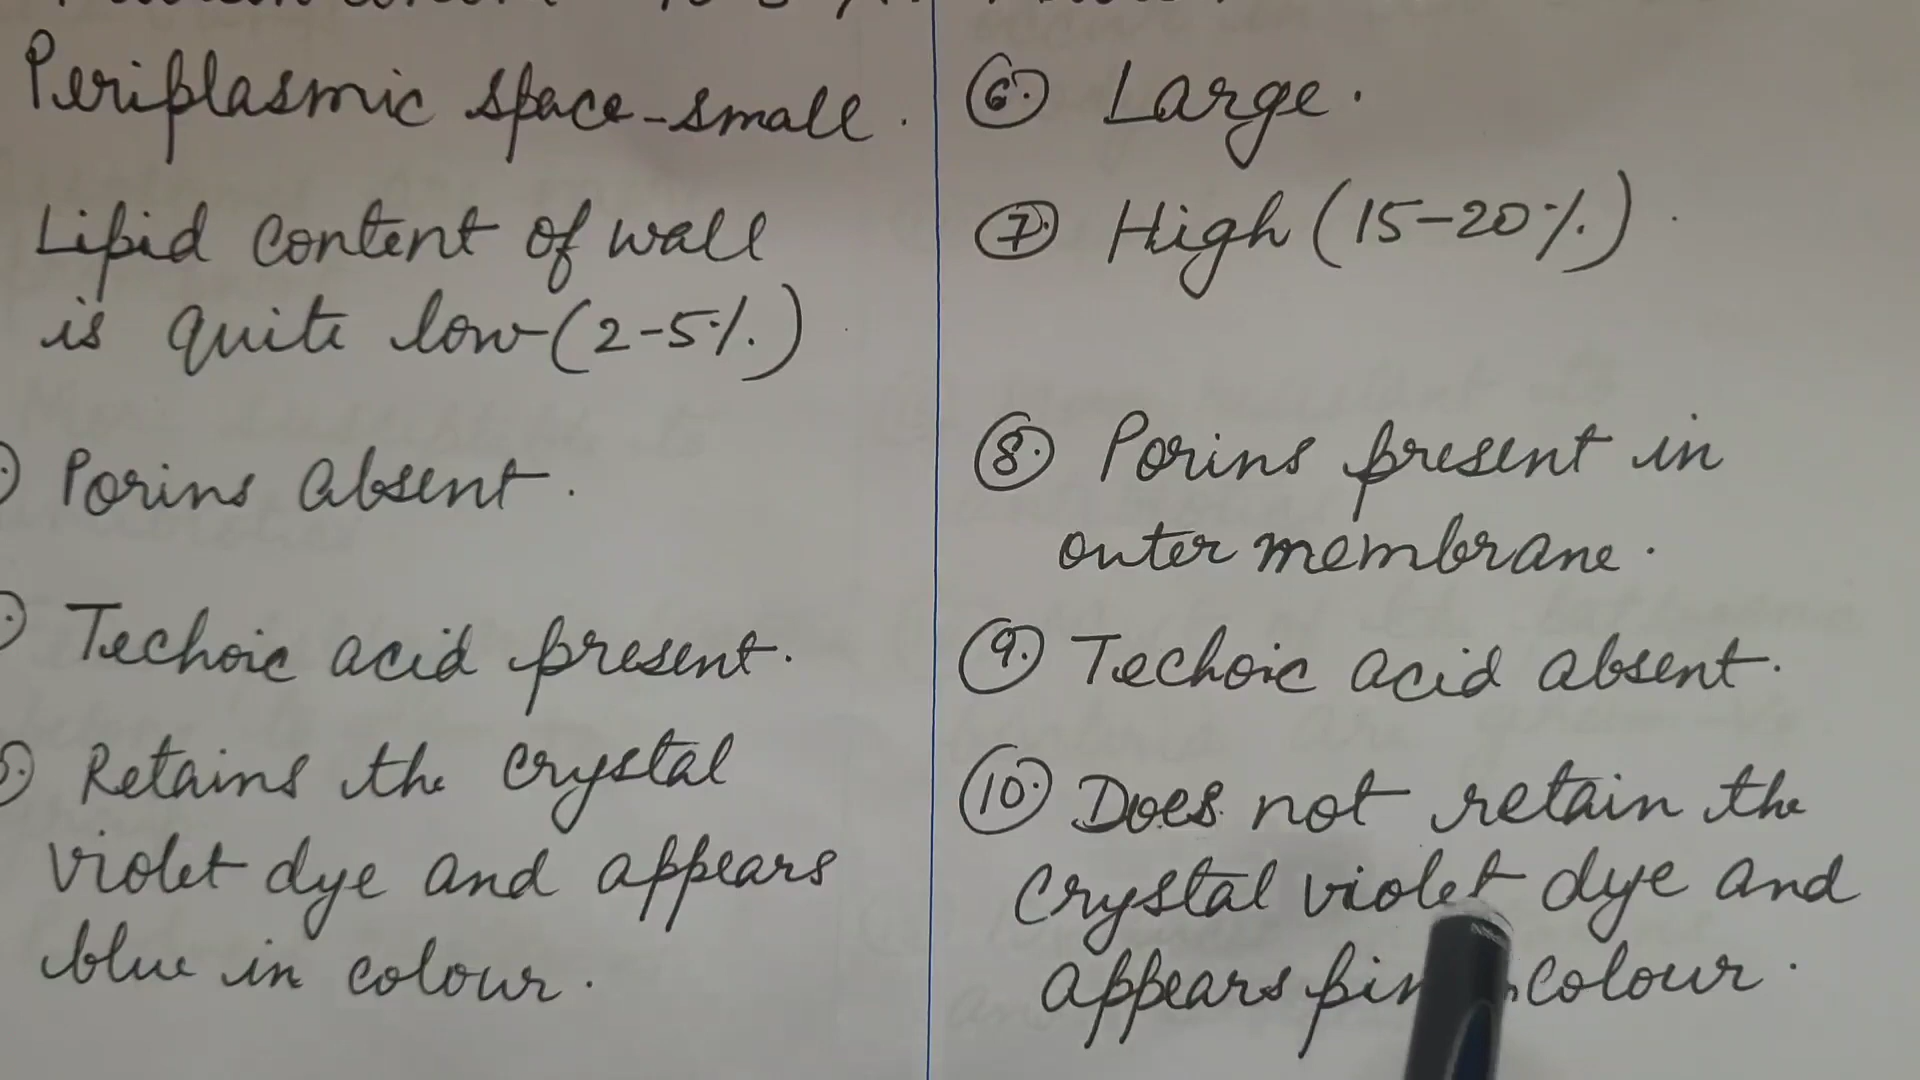 Periplasmic space-small.
Lipid content of wall
is quite low (2-5%)
Porins absent.
Techoic acid present.
Retains the crystal
violet dye and appears
blue in colour.
6. Large.
7. High (15-20%)
8. Porins present in
outer membrane.
9. Techoic acid absent.
10. Does not retain the
crystal violet dye and
appears colour.